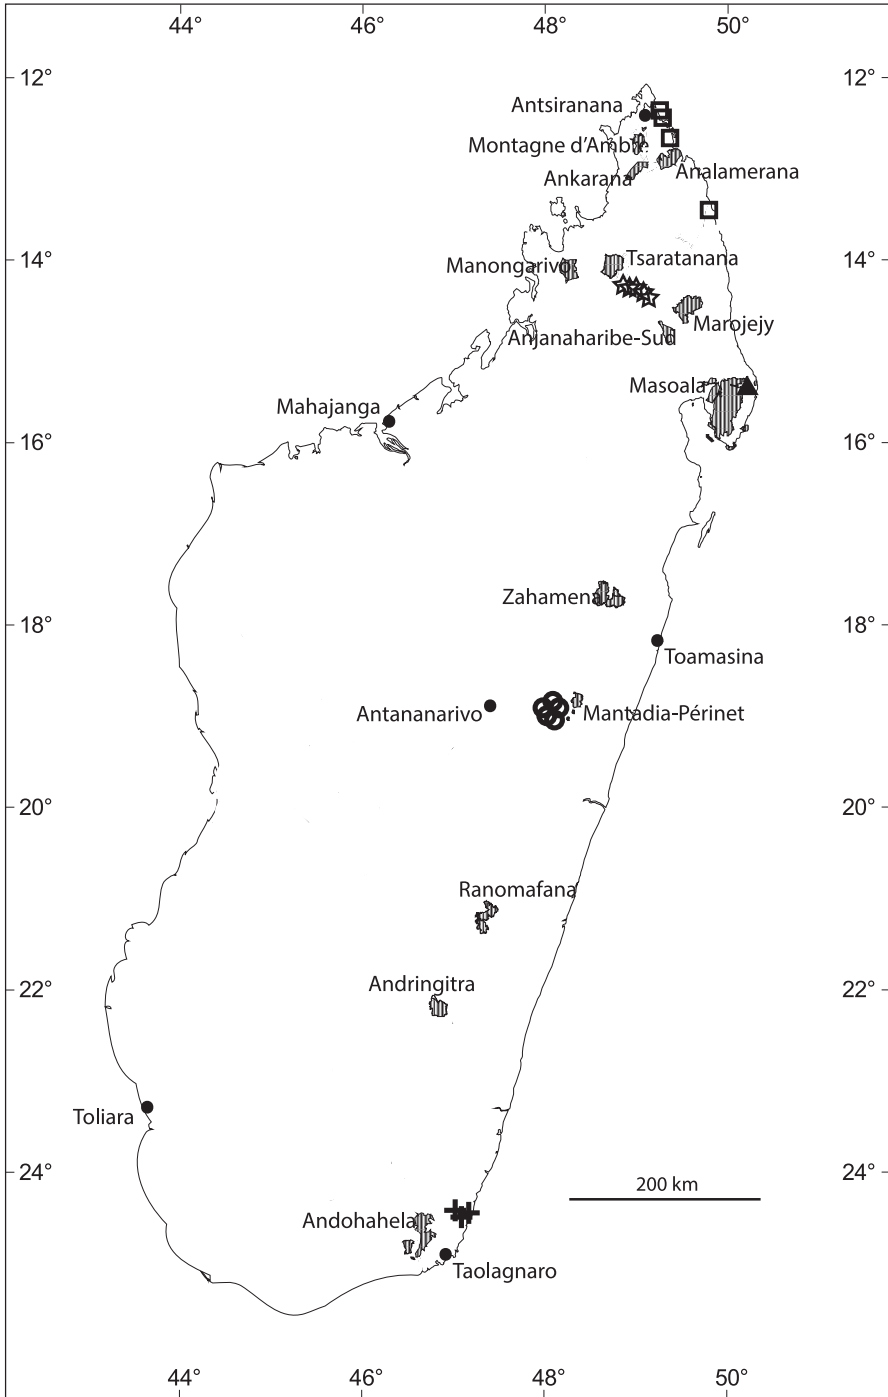 44° 46° 48° 50°
12° 12°
Antsiranana
Montagne d'Ambre
Analamerana
Ankarana
14° 14°
Tsaratanana
Manongarivo
Marojejy
Anjanaharibe-Sud
Masoala
Mahajanga
16° 16°
Zahamena
18° 18°
Toamasina
Antananarivo
Mantadia-Périnet
20° 20°
Ranomafana
Andringitra
22° 22°
Toliara
24° 24°
200 km
Andohahela
Taolagnaro
44° 46° 48° 50°